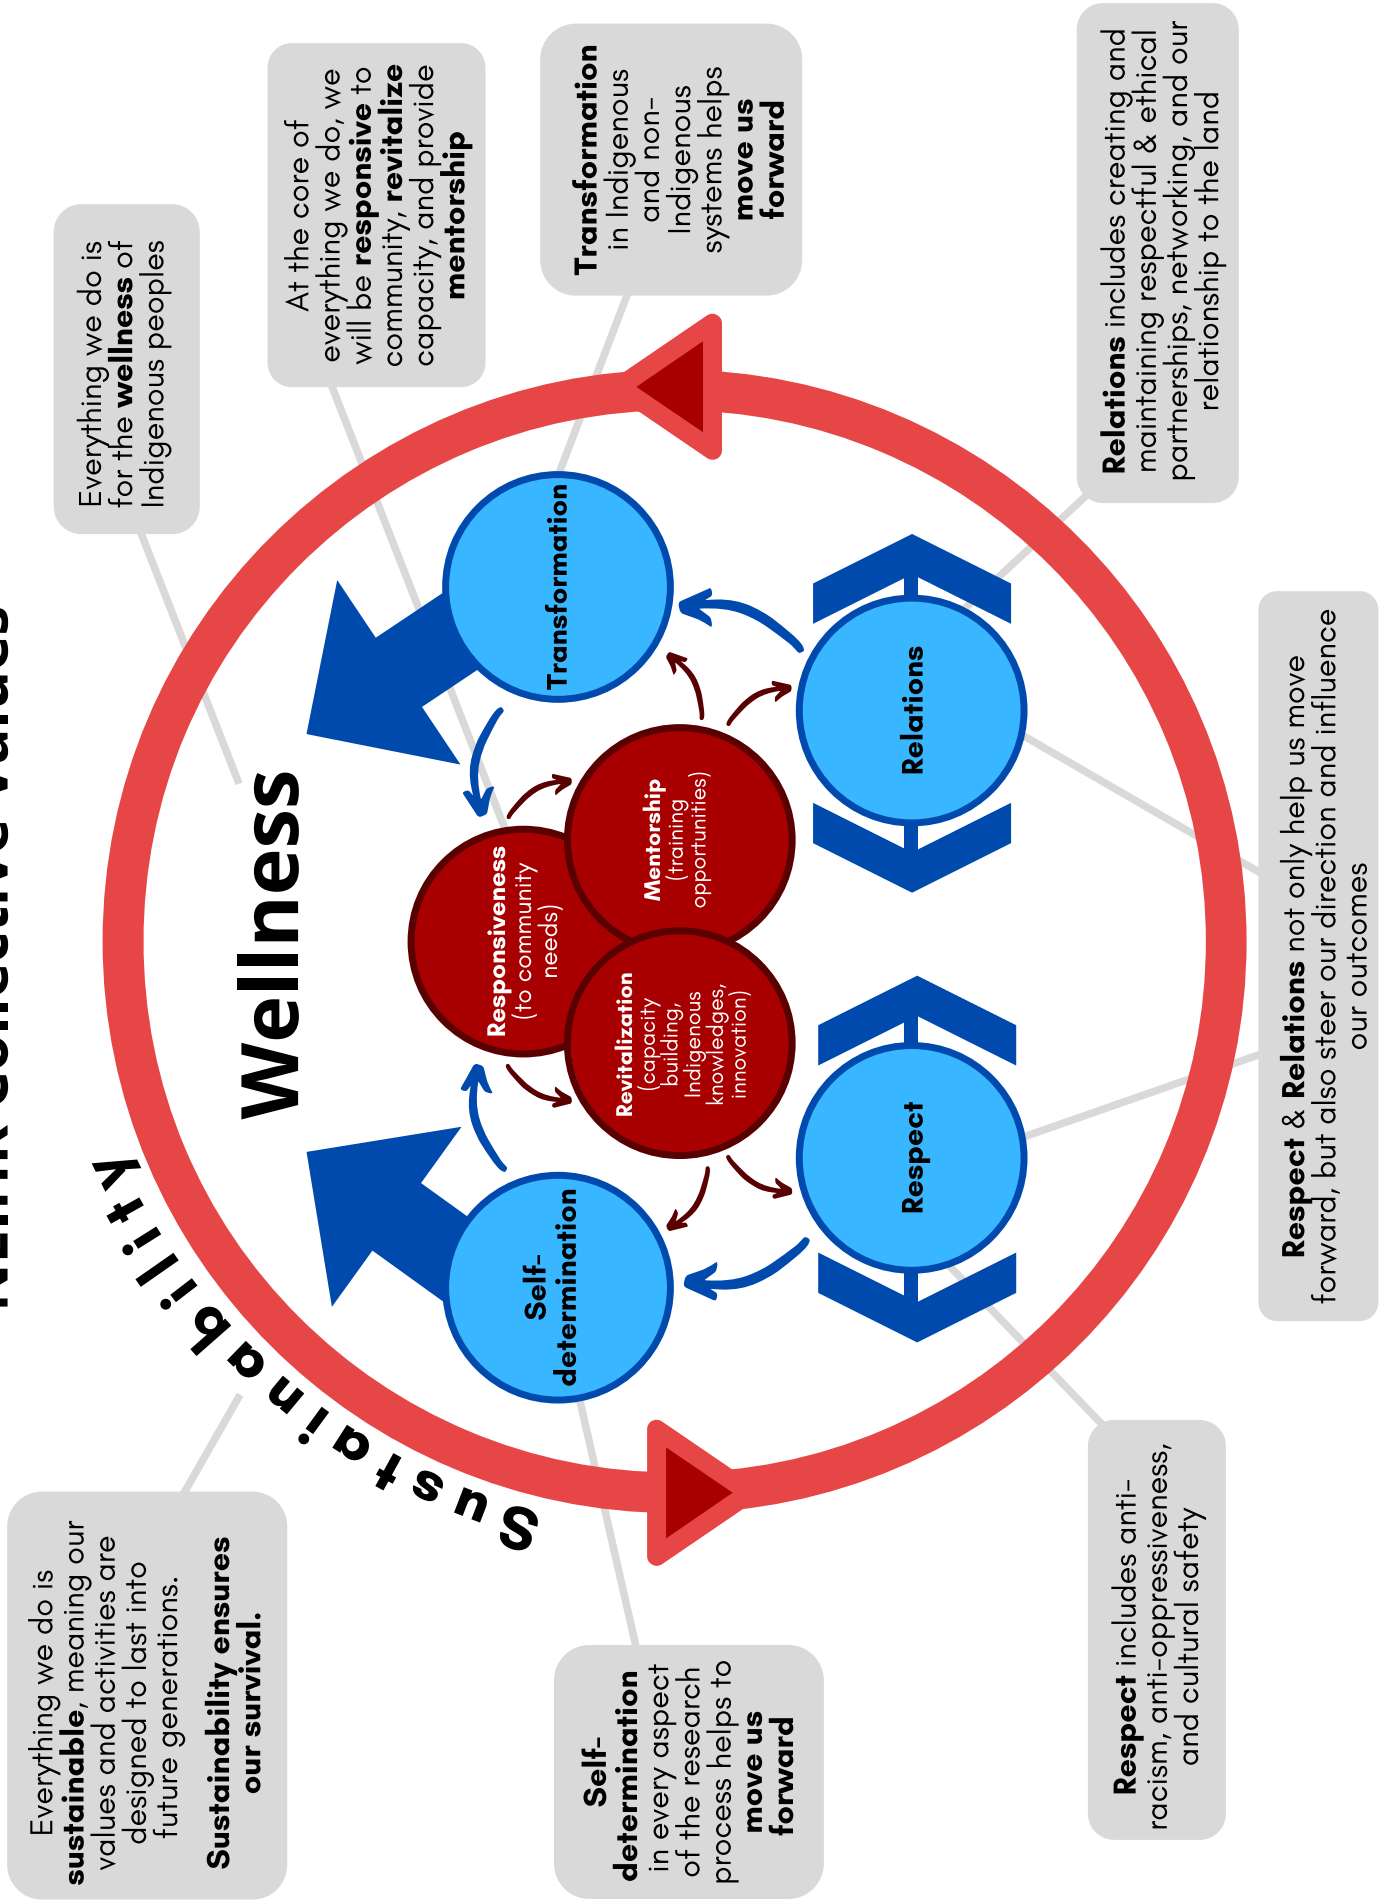 Everything we do is
sustainable, meaning our
values and activities are
designed to last into
future generations.
Sustainability ensures
our survival.
Sustainability
Everything we do is
for the wellness of
Indigenous peoples
At the core of
everything we do, we
will be responsive to
community, revitalize
capacity, and provide
mentorship
Wellness
Self-
determination
in every aspect
of the research
process helps to
move us
forward
Self-
determination
Responsiveness
(to community
needs)
Transformation
Transformation
in Indigenous
and non-
Indigenous
systems helps
move us
forward
Revitalization
(capacity
building,
Indigenous
knowledges,
innovation)
Mentorship
(training
opportunities)
Respect
Relations
Respect includes anti-
racism, anti-oppressiveness,
and cultural safety
Relations includes creating and
maintaining respectful & ethical
partnerships, networking, and our
relationship to the land
Respect & Relations not only help us move
forward, but also steer our direction and influence
our outcomes